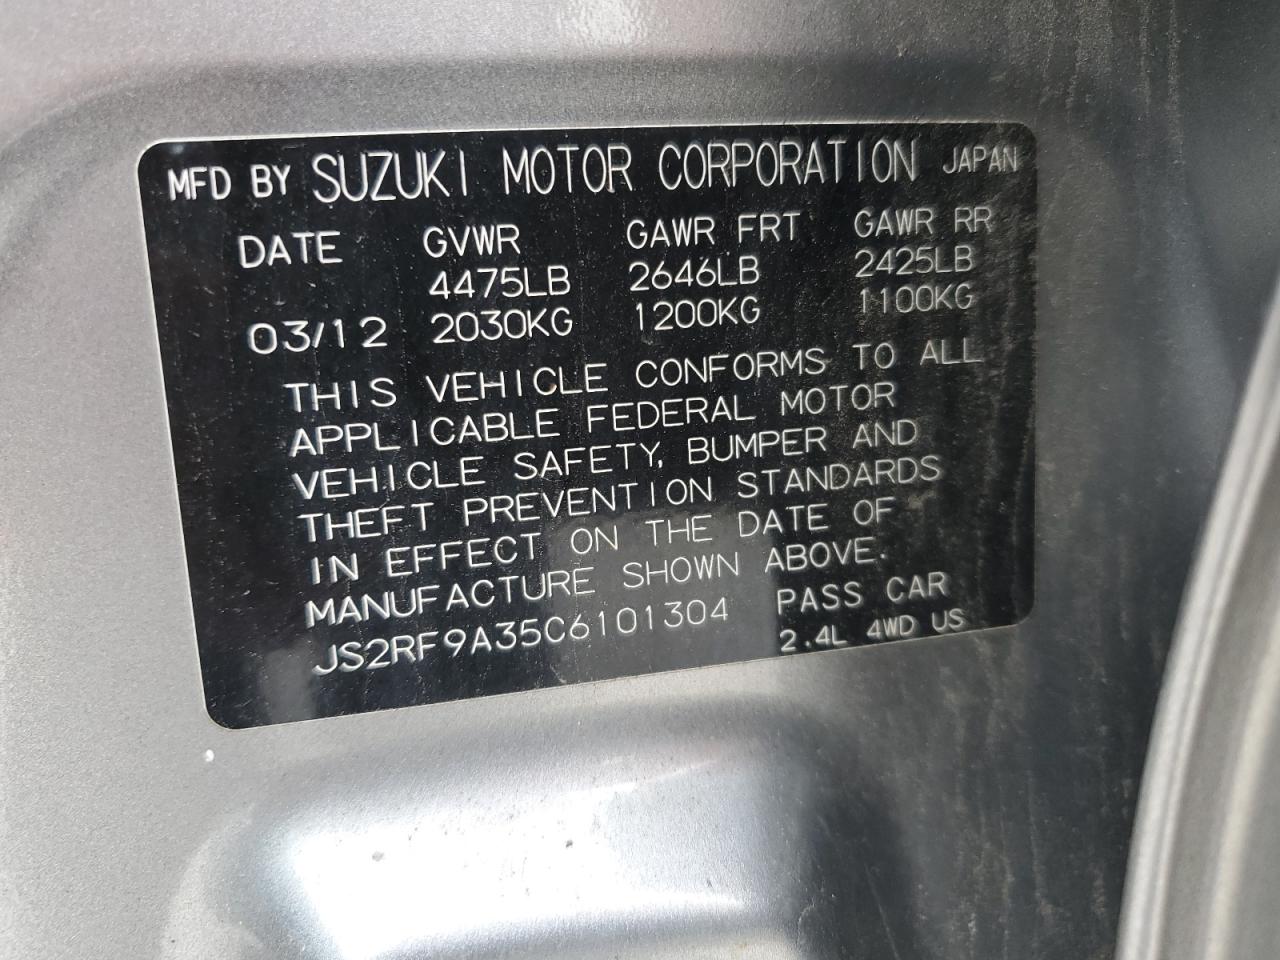 MFD BY SUZUKI MOTOR CORPORATION JAPAN
DATE GVWR GAWR FRT GAWR RR
4475LB 2646LB 2425LB
03/12 2030KG 1200KG 1100KG
THIS VEHICLE CONFORMS TO ALL
APPLICABLE FEDERAL MOTOR
VEHICLE SAFETY, BUMPER AND
THEFT PREVENTION STANDARDS
IN EFFECT ON THE DATE OF
MANUFACTURE SHOWN ABOVE.
JS2RF9A35C6101304 PASS CAR
2.4L 4WD US